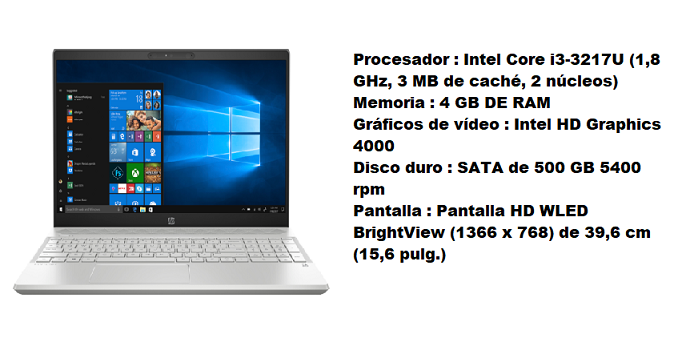 Procesador : Intel Core i3-3217U (1,8
GHz, 3 MB de caché, 2 núcleos)
Memoria : 4 GB DE RAM
Gráficos de vídeo : Intel HD Graphics
4000
Disco duro : SATA de 500 GB 5400
rpm
Pantalla : Pantalla HD WLED
BrightView (1366 x 768) de 39,6 cm
(15,6 pulg.)